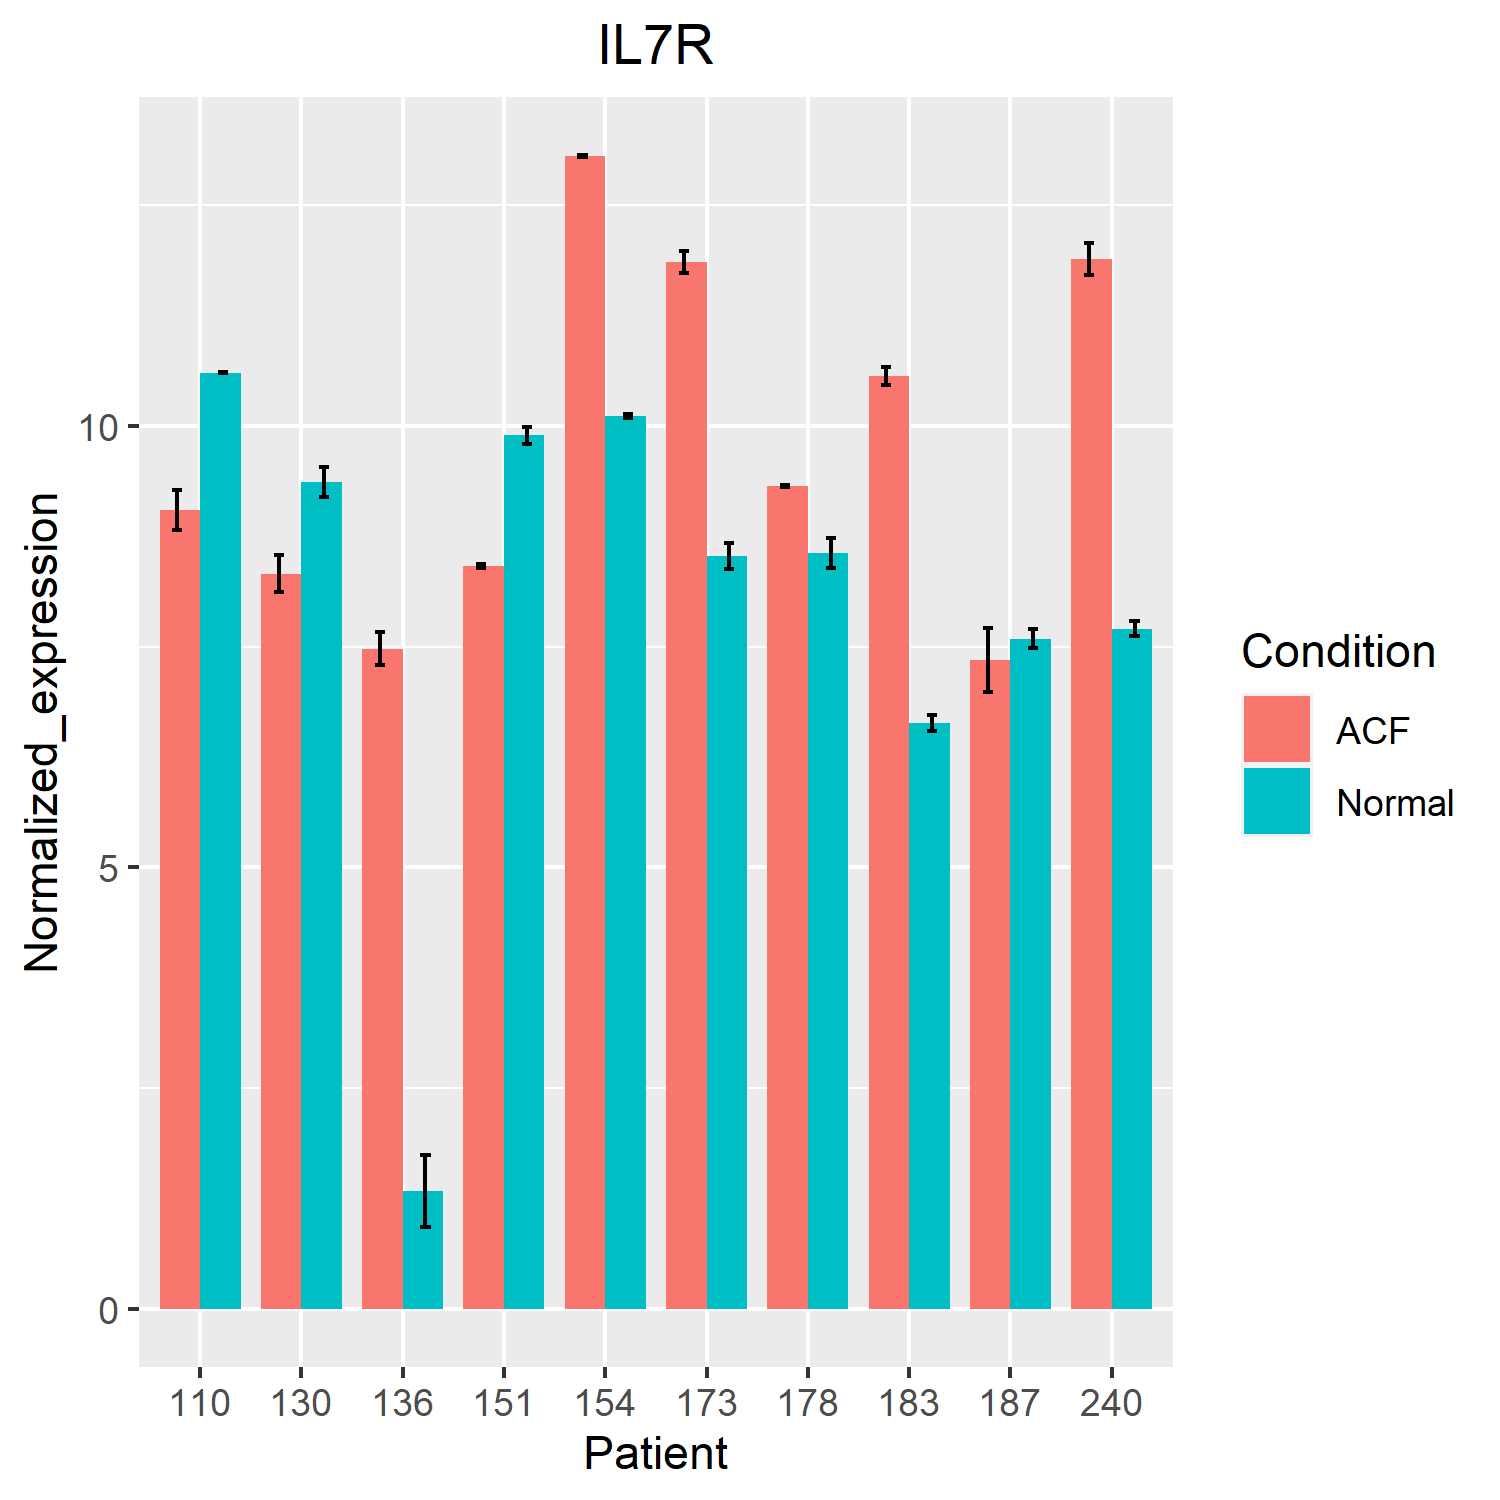 IL7R
Normalized_expression
10
5
0
110 130 136 151 154 173 178 183 187 240
Patient
Condition
ACF
Normal